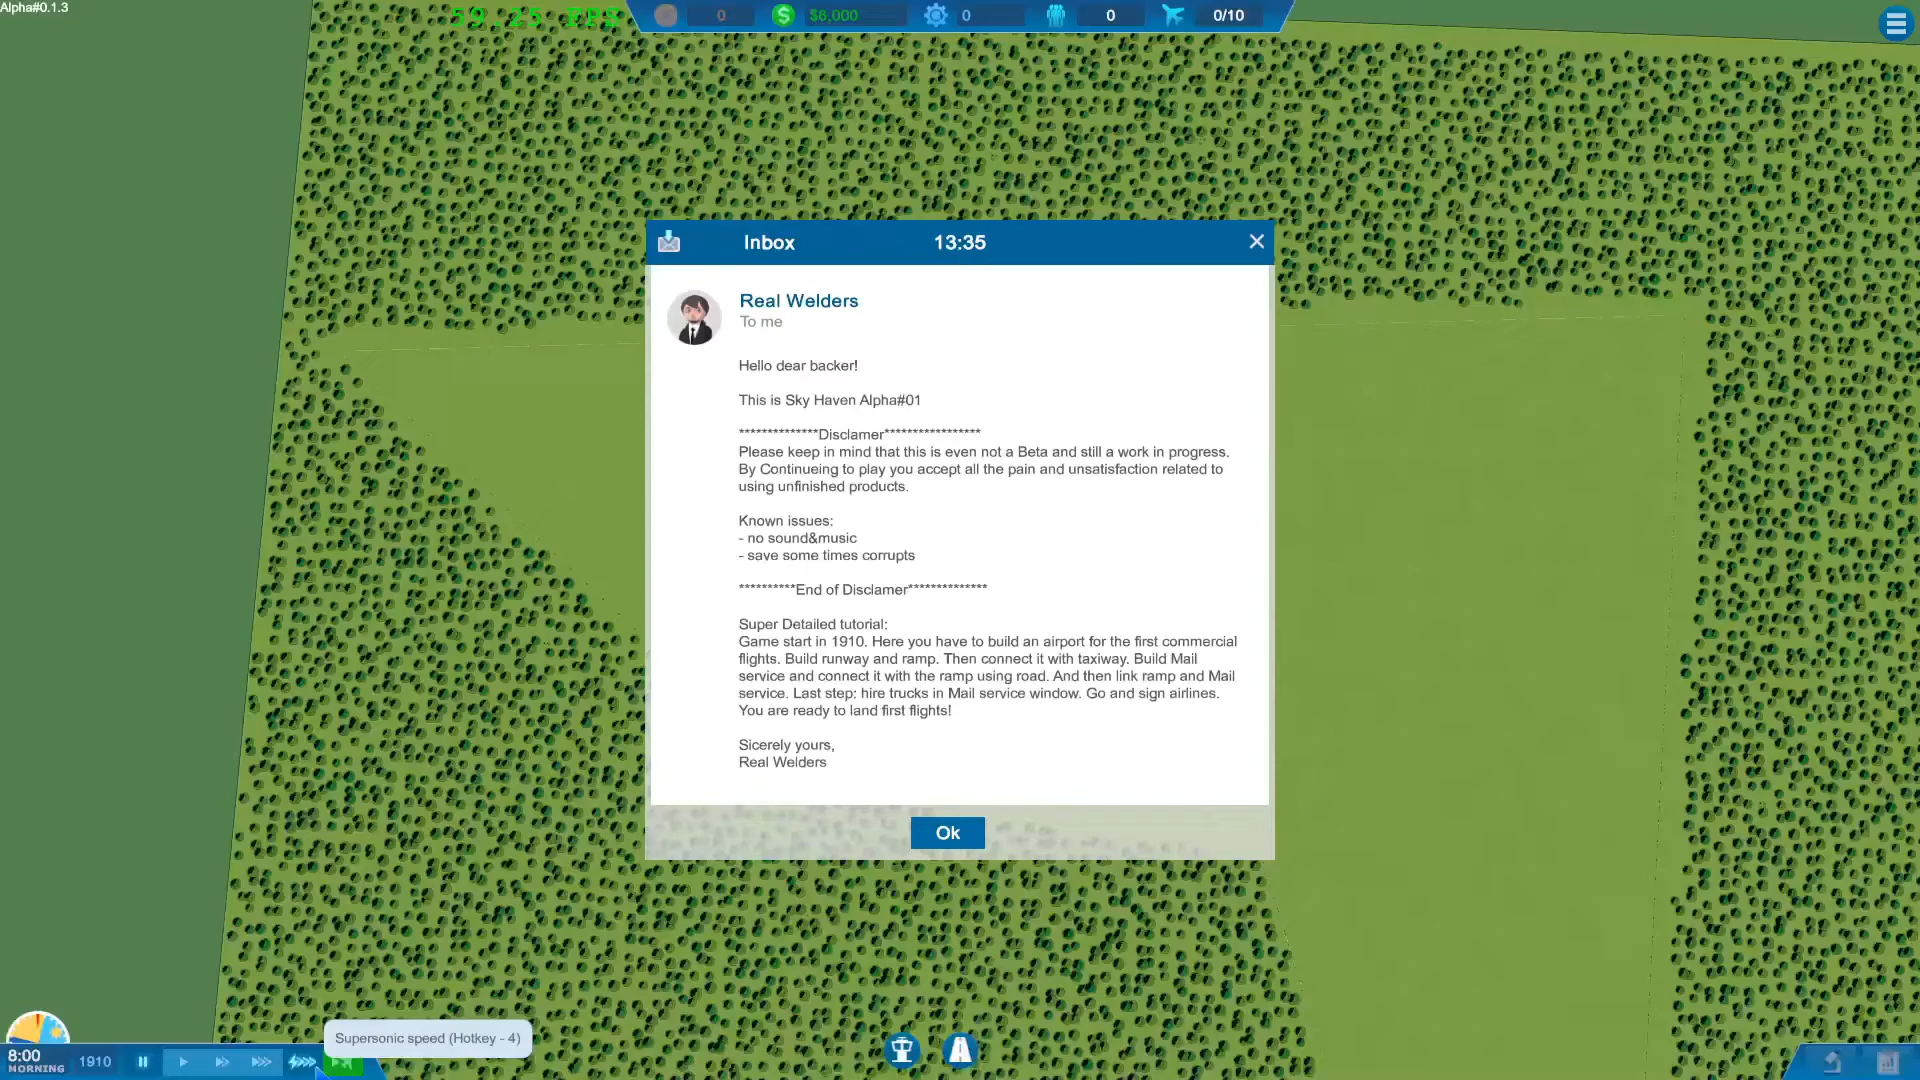 Alpha#0.1.3
59.25 FPS
0
$6,000
0
0
0/10
Inbox
13:35
Real Welders
To me
Hello dear backer!
This is Sky Haven Alpha#01
**************Disclamer*****************
Please keep in mind that this is even not a Beta and still a work in progress.
By Continueing to play you accept all the pain and unsatisfaction related to
using unfinished products.
Known issues:
- no sound&music
- save some times corrupts
**********End of Disclamer**************
Super Detailed tutorial:
Game start in 1910. Here you have to build an airport for the first commercial
flights. Build runway and ramp. Then connect it with taxiway. Build Mail
service and connect it with the ramp using road. And then link ramp and Mail
service. Last step: hire trucks in Mail service window. Go and sign airlines.
You are ready to land first flights!
Sicerely yours,
Real Welders
Ok
Supersonic speed (Hotkey - 4)
8:00
MORNING
1910